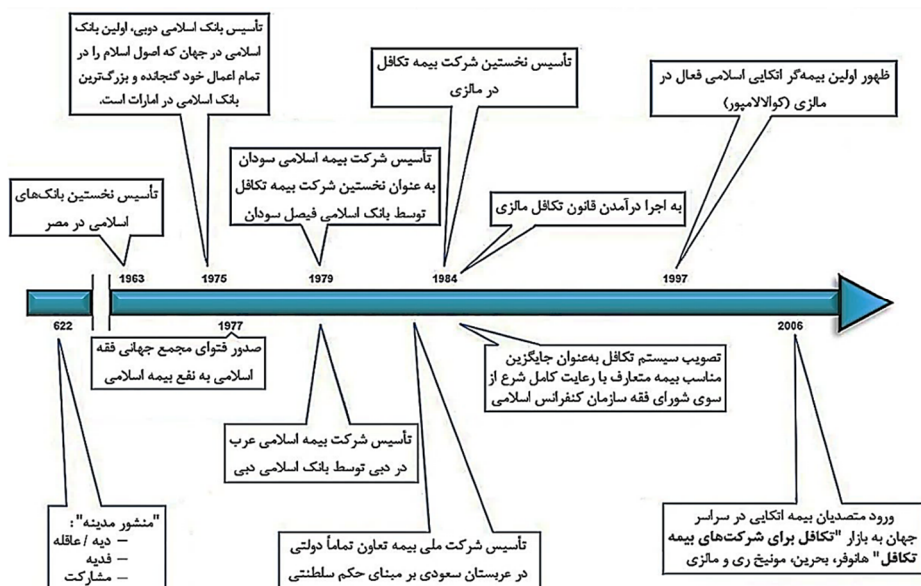 تأسیس بانک اسلامی دوبی، اولین بانک
اسلامی در جهان که اصول اسلام را در
تمام اعمال خود گنجانده و بزرگ‌ترین
بانک اسلامی در امارات است.
تأسیس نخستین شرکت بیمه تکافل
در مالزی
ظهور اولین بیمه‌گر اتکایی اسلامی فعال در
مالزی (کوالالامپور)
تأسیس شرکت بیمه اسلامی سودان
به عنوان نخستین شرکت بیمه تکافل
توسط بانک اسلامی فیصل سودان
تأسیس نخستین بانک‌های
اسلامی در مصر
به اجرا درآمدن قانون تکافل مالزی
1963
1975
1979
1984
1997
622
1977
2006
صدور فتوای مجمع جهانی فقه
اسلامی به نفع بیمه اسلامی
تصویب سیستم تکافل به‌عنوان جایگزین
مناسب بیمه متعارف با رعایت کامل شرع از
سوی شورای فقه سازمان کنفرانس اسلامی
تأسیس شرکت بیمه اسلامی عرب
در دبی توسط بانک اسلامی دبی
"منشور مدینه":
– دیه / عاقله
– فدیه
– مشارکت
تأسیس شرکت ملی بیمه تعاون تماماً دولتی
در عربستان سعودی بر مبنای حکم سلطنتی
ورود متصدیان بیمه اتکایی در سراسر
جهان به بازار "تکافل برای شرکت‌های بیمه
تکافل" هانوفر، بحرین، مونیخ ری و مالزی